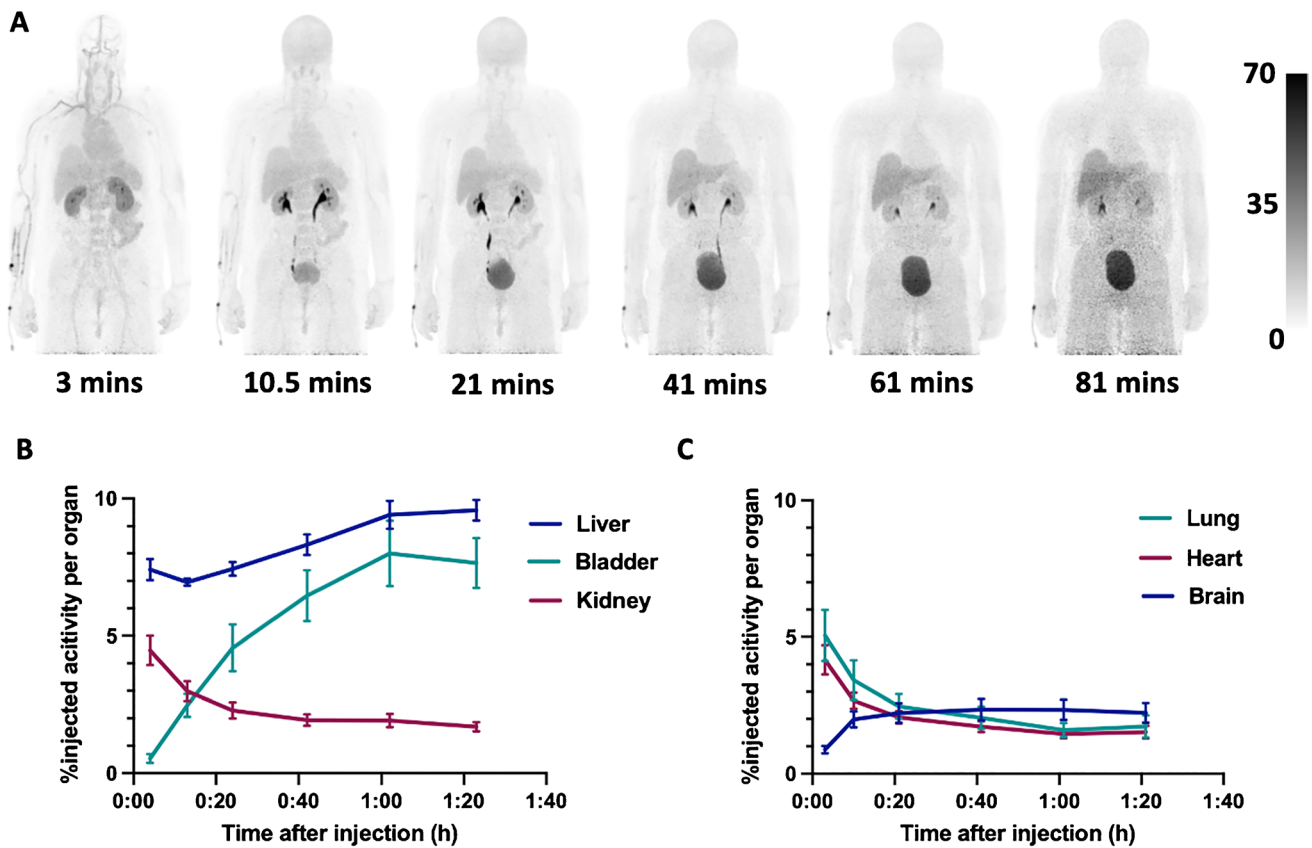 A
70
35
0
3 mins
10.5 mins
21 mins
41 mins
61 mins
81 mins
B
%injected acitivity per organ
10
5
0
0:00
0:20
0:40
1:00
1:20
1:40
Time after injection (h)
Liver
Bladder
Kidney
C
%injected acitivity per organ
10
5
0
0:00
0:20
0:40
1:00
1:20
1:40
Time after injection (h)
Lung
Heart
Brain